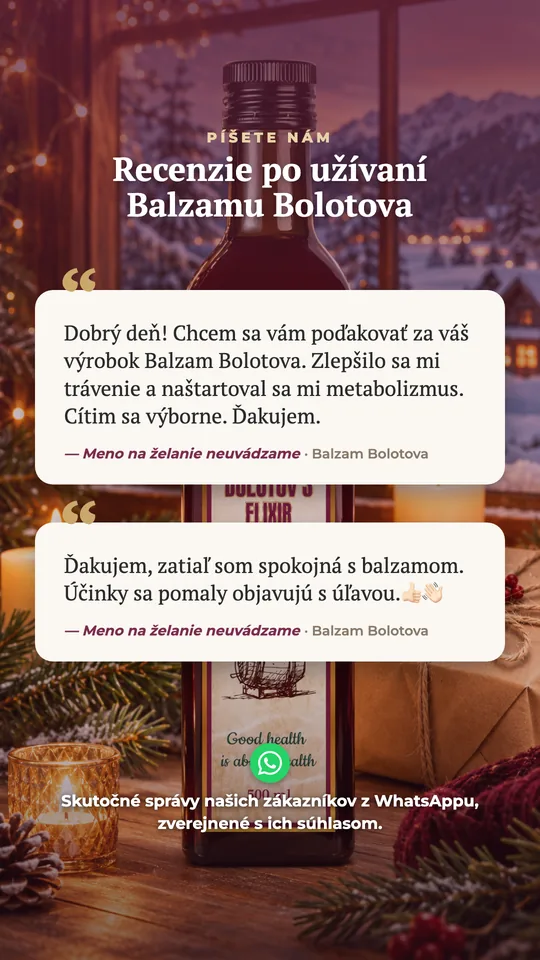 PÍŠETE NÁM
Recenzie po užívaní
Balzamu Bolotova
Dobrý deň! Chcem sa vám poďakovať za váš
výrobok Balzam Bolotova. Zlepšilo sa mi
trávenie a naštartoval sa mi metabolizmus.
Cítim sa výborne. Ďakujem.
— Meno na želanie neuvádzame · Balzam Bolotova
BOLOTOV'S
ELIXIR
Ďakujem, zatiaľ som spokojná s balzamom.
Účinky sa pomaly objavujú s úľavou.👍🏻👏🏻
— Meno na želanie neuvádzame · Balzam Bolotova
Good health
is
500 ml
Skutočné správy našich zákazníkov z WhatsAppu,
zverejnené s ich súhlasom.